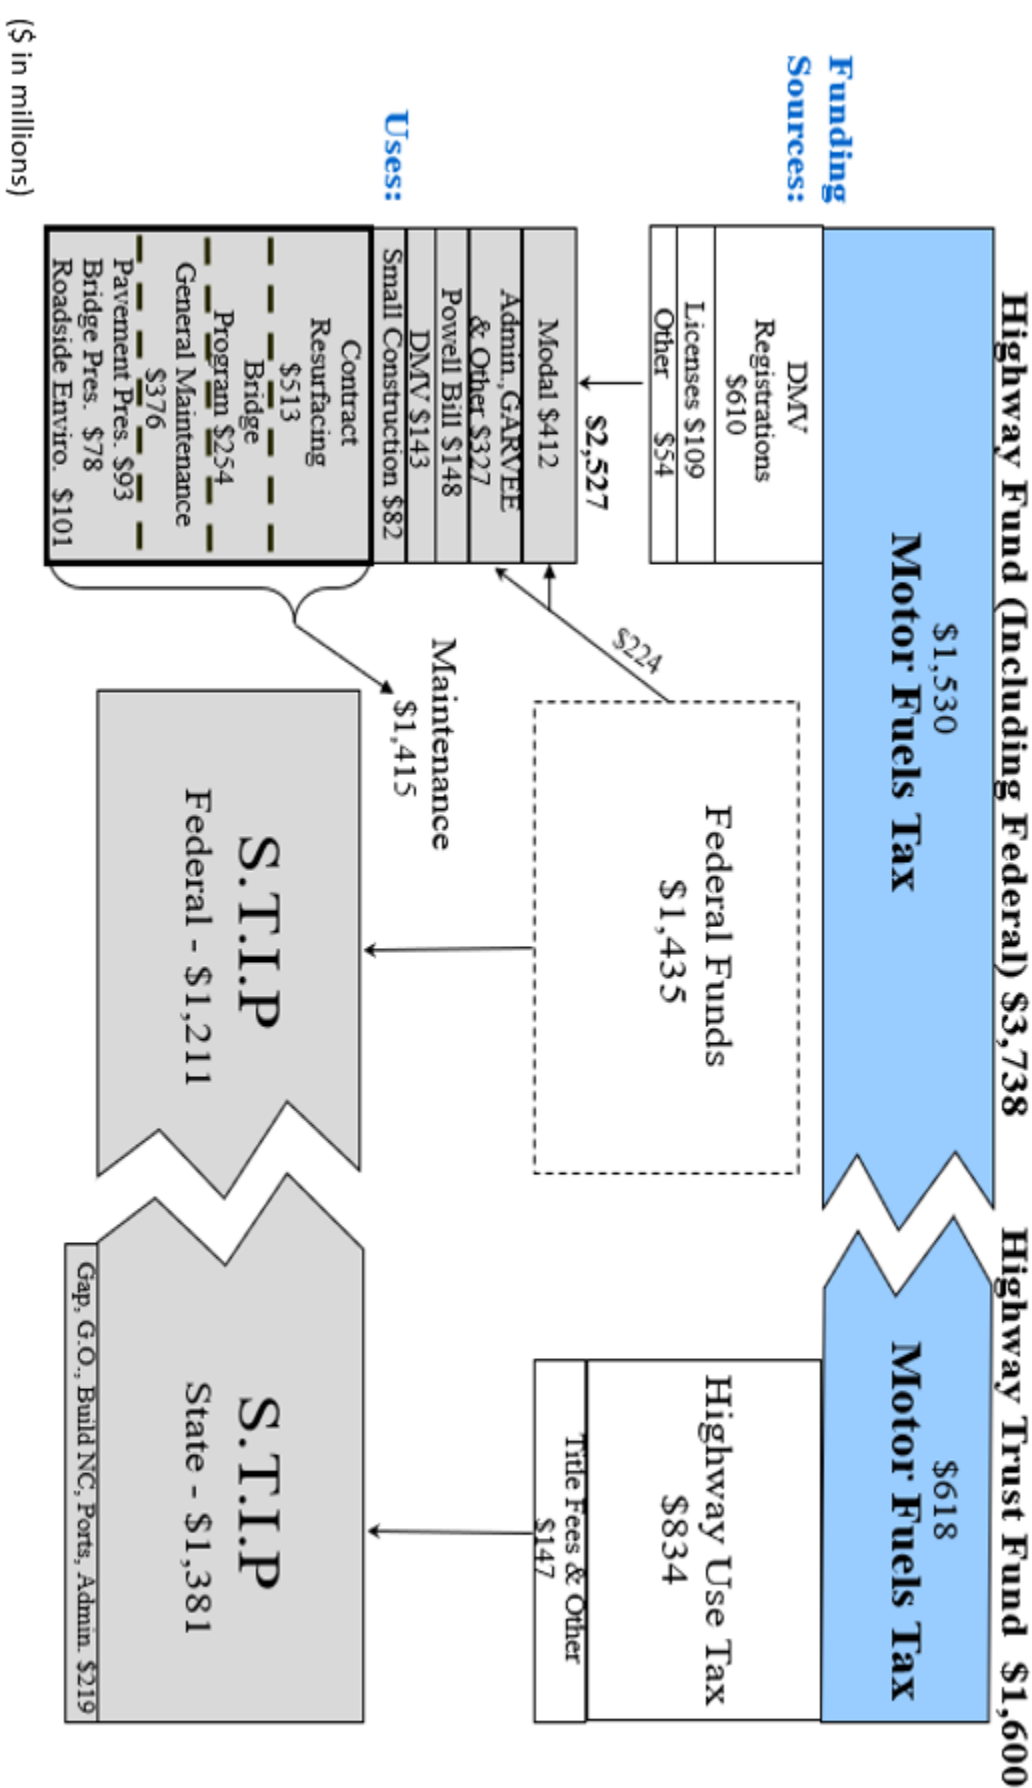 Highway Fund (Including Federal) $3,738
Highway Trust Fund $1,600
Funding
Sources:
$1,530
Motor Fuels Tax
$618
Motor Fuels Tax
DMV
Registrations
$610
Licenses $109
Other $54
Federal Funds
$1,435
Highway Use Tax
$834
Title Fees & Other
$147
$2,527
$224
Uses:
Modal $412
Admin.,GARVEE
& Other $327
Powell Bill $148
DMV $143
Small Construction $82
Contract
Resurfacing
$513
Bridge
Program $254
General Maintenance
$376
Pavement Pres. $93
Bridge Pres. $78
Roadside Enviro. $101
Maintenance
$1,415
S.T.I.P
Federal - $1,211
S.T.I.P
State - $1,381
Gap, G.O., Build NC, Ports, Admin. $219
($ in millions)